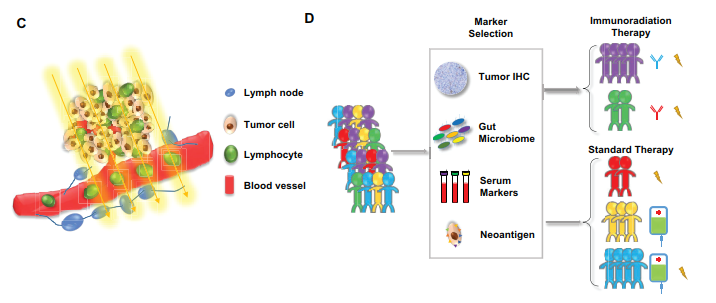 C
Lymph node
Tumor cell
Lymphocyte
Blood vessel
D
Marker
Selection
Tumor IHC
Gut
Microbiome
Serum
Markers
Neoantigen
Immunoradiation
Therapy
Standard Therapy